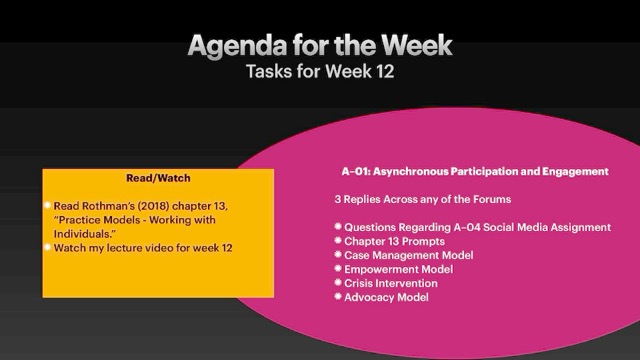 Agenda for the Week
Tasks for Week 12
Read/Watch
Read Rothman's (2018) chapter 13,
"Practice Models - Working with
Individuals."
Watch my lecture video for week 12
A-01: Asynchronous Participation and Engagement
3 Replies Across any of the Forums
Questions Regarding A-04 Social Media Assignment
Chapter 13 Prompts
Case Management Model
Empowerment Model
Crisis Intervention
Advocacy Model